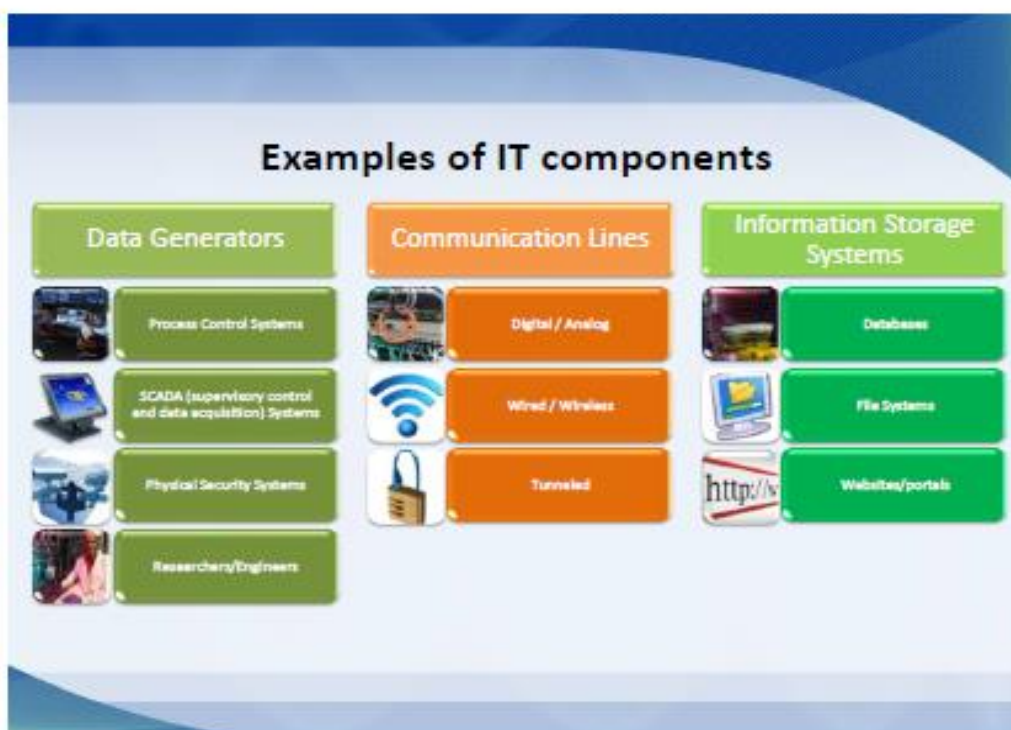 Examples of IT components
Data Generators
Process Control Systems
SCADA (supervisory control
and data acquisition) Systems
Physical Security Systems
Researchers/Engineers
Communication Lines
Digital / Analog
Wired / Wireless
Tunneled
Information Storage
Systems
Databases
File Systems
http://w
Websites/portals